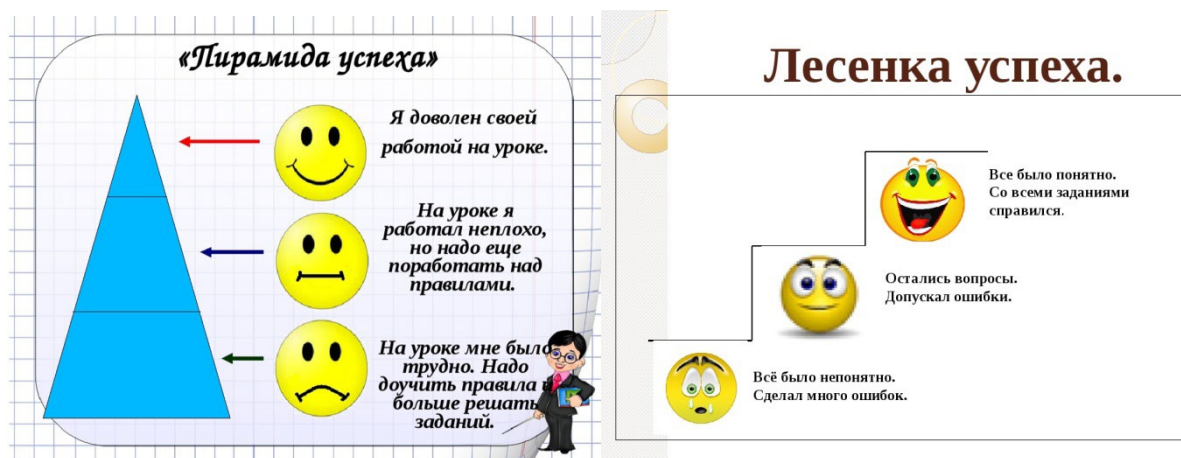 «Пирамида успеха»
Я доволен своей
работой на уроке.
На уроке я
работал неплохо,
но надо еще
поработать над
правилами.
На уроке мне было
трудно. Надо
доучить правила и
больше решать
заданий.
Лесенка успеха.
Все было понятно.
Со всеми заданиями
справился.
Остались вопросы.
Допускал ошибки.
Всё было непонятно.
Сделал много ошибок.